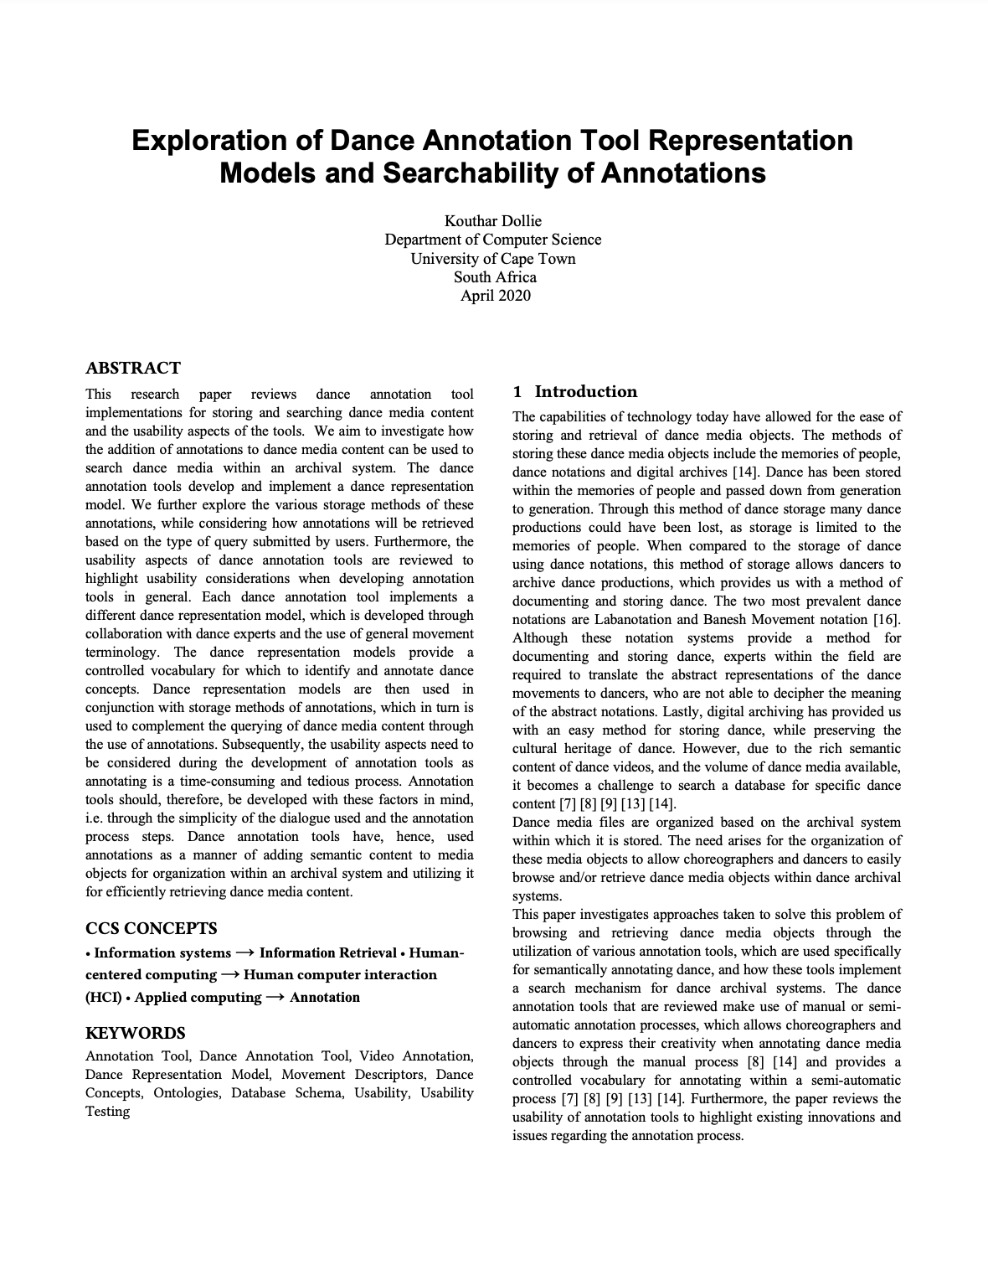 Exploration of Dance Annotation Tool Representation
Models and Searchability of Annotations
Kouthar Dollie
Department of Computer Science
University of Cape Town
South Africa
April 2020
ABSTRACT
This research paper reviews dance annotation tool
implementations for storing and searching dance media content
and the usability aspects of the tools. We aim to investigate how
the addition of annotations to dance media content can be used to
search dance media within an archival system. The dance
annotation tools develop and implement a dance representation
model. We further explore the various storage methods of these
annotations, while considering how annotations will be retrieved
based on the type of query submitted by users. Furthermore, the
usability aspects of dance annotation tools are reviewed to
highlight usability considerations when developing annotation
tools in general. Each dance annotation tool implements a
different dance representation model, which is developed through
collaboration with dance experts and the use of general movement
terminology. The dance representation models provide a
controlled vocabulary for which to identify and annotate dance
concepts. Dance representation models are then used in
conjunction with storage methods of annotations, which in turn is
used to complement the querying of dance media content through
the use of annotations. Subsequently, the usability aspects need to
be considered during the development of annotation tools as
annotating is a time-consuming and tedious process. Annotation
tools should, therefore, be developed with these factors in mind,
i.e. through the simplicity of the dialogue used and the annotation
process steps. Dance annotation tools have, hence, used
annotations as a manner of adding semantic content to media
objects for organization within an archival system and utilizing it
for efficiently retrieving dance media content.
CCS CONCEPTS
• Information systems → Information Retrieval • Human-
centered computing → Human computer interaction
(HCI) • Applied computing → Annotation
KEYWORDS
Annotation Tool, Dance Annotation Tool, Video Annotation,
Dance Representation Model, Movement Descriptors, Dance
Concepts, Ontologies, Database Schema, Usability, Usability
Testing
1 Introduction
The capabilities of technology today have allowed for the ease of
storing and retrieval of dance media objects. The methods of
storing these dance media objects include the memories of people,
dance notations and digital archives [14]. Dance has been stored
within the memories of people and passed down from generation
to generation. Through this method of dance storage many dance
productions could have been lost, as storage is limited to the
memories of people. When compared to the storage of dance
using dance notations, this method of storage allows dancers to
archive dance productions, which provides us with a method of
documenting and storing dance. The two most prevalent dance
notations are Labanotation and Banesh Movement notation [16].
Although these notation systems provide a method for
documenting and storing dance, experts within the field are
required to translate the abstract representations of the dance
movements to dancers, who are not able to decipher the meaning
of the abstract notations. Lastly, digital archiving has provided us
with an easy method for storing dance, while preserving the
cultural heritage of dance. However, due to the rich semantic
content of dance videos, and the volume of dance media available,
it becomes a challenge to search a database for specific dance
content [7] [8] [9] [13] [14].
Dance media files are organized based on the archival system
within which it is stored. The need arises for the organization of
these media objects to allow choreographers and dancers to easily
browse and/or retrieve dance media objects within dance archival
systems.
This paper investigates approaches taken to solve this problem of
browsing and retrieving dance media objects through the
utilization of various annotation tools, which are used specifically
for semantically annotating dance, and how these tools implement
a search mechanism for dance archival systems. The dance
annotation tools that are reviewed make use of manual or semi-
automatic annotation processes, which allows choreographers and
dancers to express their creativity when annotating dance media
objects through the manual process [8] [14] and provides a
controlled vocabulary for annotating within a semi-automatic
process [7] [8] [9] [13] [14]. Furthermore, the paper reviews the
usability of annotation tools to highlight existing innovations and
issues regarding the annotation process.